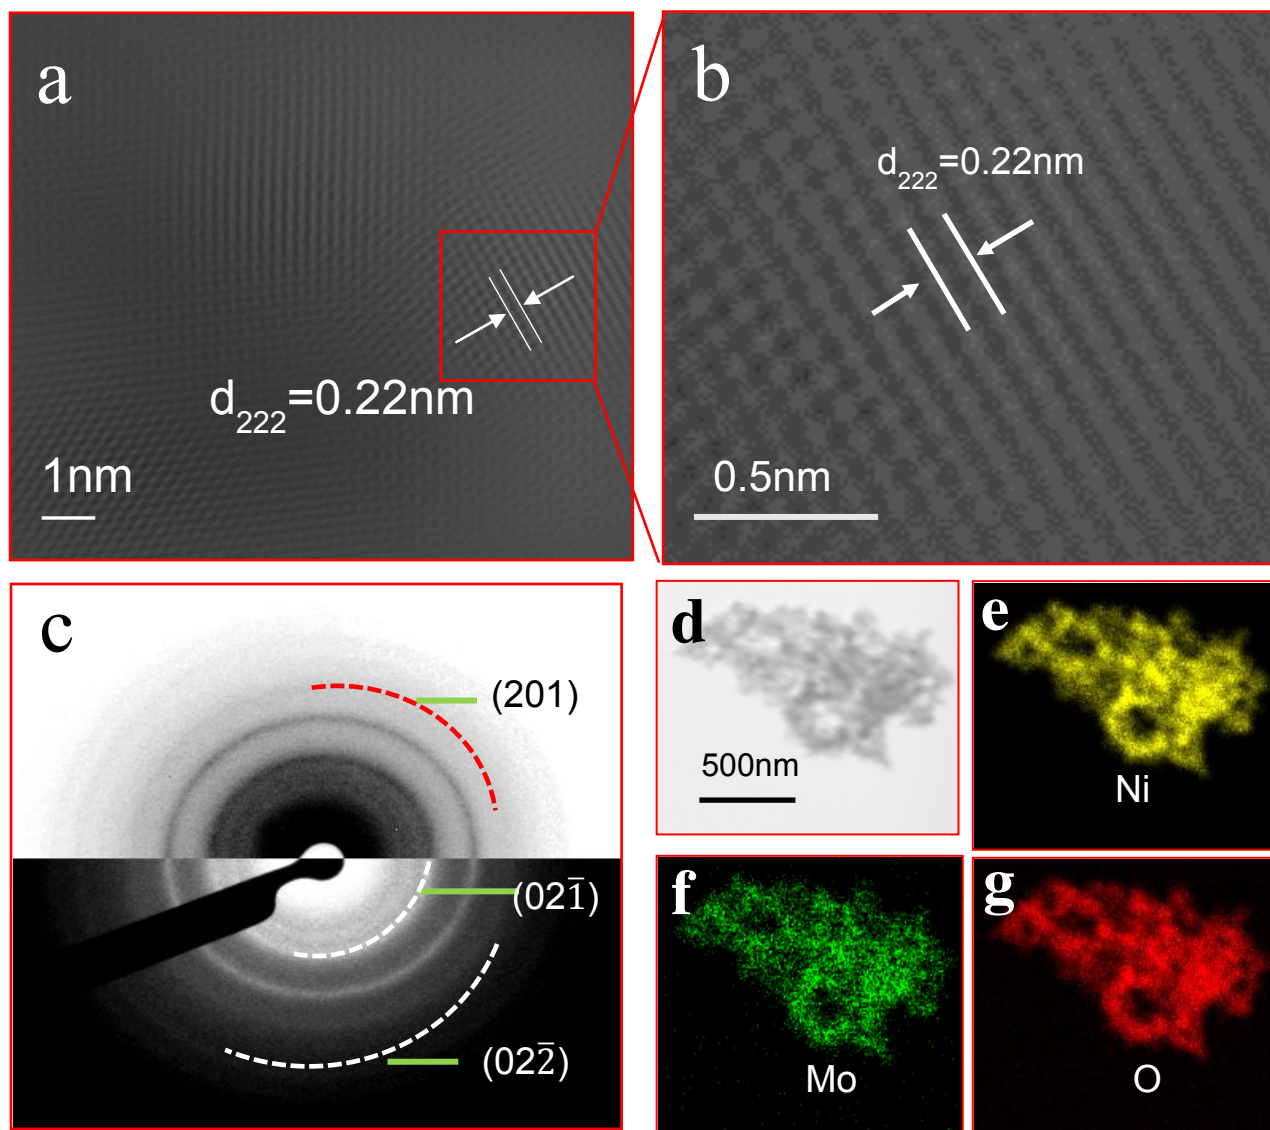 a
d₂₂₂=0.22nm
1nm
b
d₂₂₂=0.22nm
0.5nm
c
(201)
(021̅)
(022̅)
d
500nm
e
Ni
f
Mo
g
O